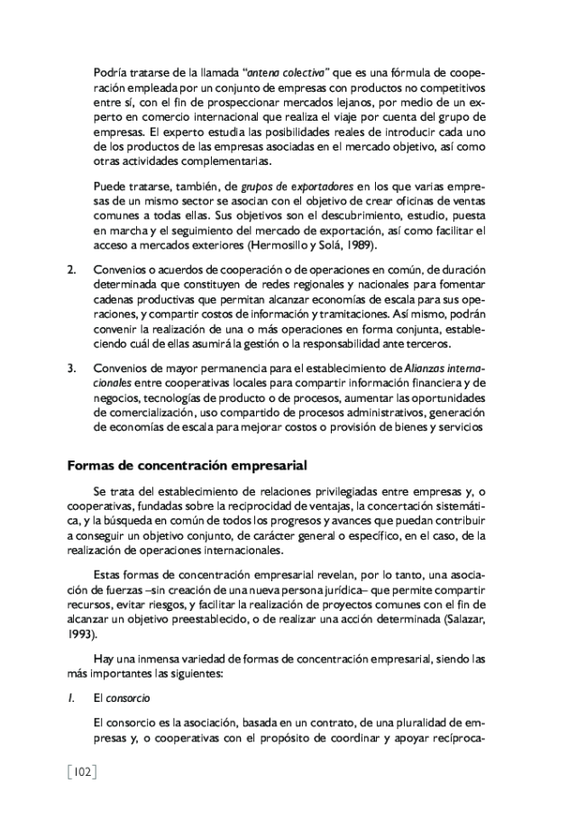 Podría tratarse de la llamada “antena colectiva” que es una fórmula de coope-
ración empleada por un conjunto de empresas con productos no competitivos
entre sí, con el fin de prospeccionar mercados lejanos, por medio de un ex-
perto en comercio internacional que realiza el viaje por cuenta del grupo de
empresas. El experto estudia las posibilidades reales de introducir cada uno
de los productos de las empresas asociadas en el mercado objetivo, así como
otras actividades complementarias.
Puede tratarse, también, de grupos de exportadores en los que varias empre-
sas de un mismo sector se asocian con el objetivo de crear oficinas de ventas
comunes a todas ellas. Sus objetivos son el descubrimiento, estudio, puesta
en marcha y el seguimiento del mercado de exportación, así como facilitar el
acceso a mercados exteriores (Hermosillo y Solá, 1989).
2. Convenios o acuerdos de cooperación o de operaciones en común, de duración
determinada que constituyen de redes regionales y nacionales para fomentar
cadenas productivas que permitan alcanzar economías de escala para sus ope-
raciones, y compartir costos de información y tramitaciones. Así mismo, podrán
convenir la realización de una o más operaciones en forma conjunta, estable-
ciendo cuál de ellas asumirá la gestión o la responsabilidad ante terceros.
3. Convenios de mayor permanencia para el establecimiento de Alianzas interna-
cionales entre cooperativas locales para compartir información financiera y de
negocios, tecnologías de producto o de procesos, aumentar las oportunidades
de comercialización, uso compartido de procesos administrativos, generación
de economías de escala para mejorar costos o provisión de bienes y servicios
Formas de concentración empresarial
Se trata del establecimiento de relaciones privilegiadas entre empresas y, o
cooperativas, fundadas sobre la reciprocidad de ventajas, la concertación sistemáti-
ca, y la búsqueda en común de todos los progresos y avances que puedan contribuir
a conseguir un objetivo conjunto, de carácter general o específico, en el caso, de la
realización de operaciones internacionales.
Estas formas de concentración empresarial revelan, por lo tanto, una asocia-
ción de fuerzas –sin creación de una nueva persona jurídica– que permite compartir
recursos, evitar riesgos, y facilitar la realización de proyectos comunes con el fin de
alcanzar un objetivo preestablecido, o de realizar una acción determinada (Salazar,
1993).
Hay una inmensa variedad de formas de concentración empresarial, siendo las
más importantes las siguientes:
1. El consorcio
El consorcio es la asociación, basada en un contrato, de una pluralidad de em-
presas y, o cooperativas con el propósito de coordinar y apoyar recíproca-
[102]